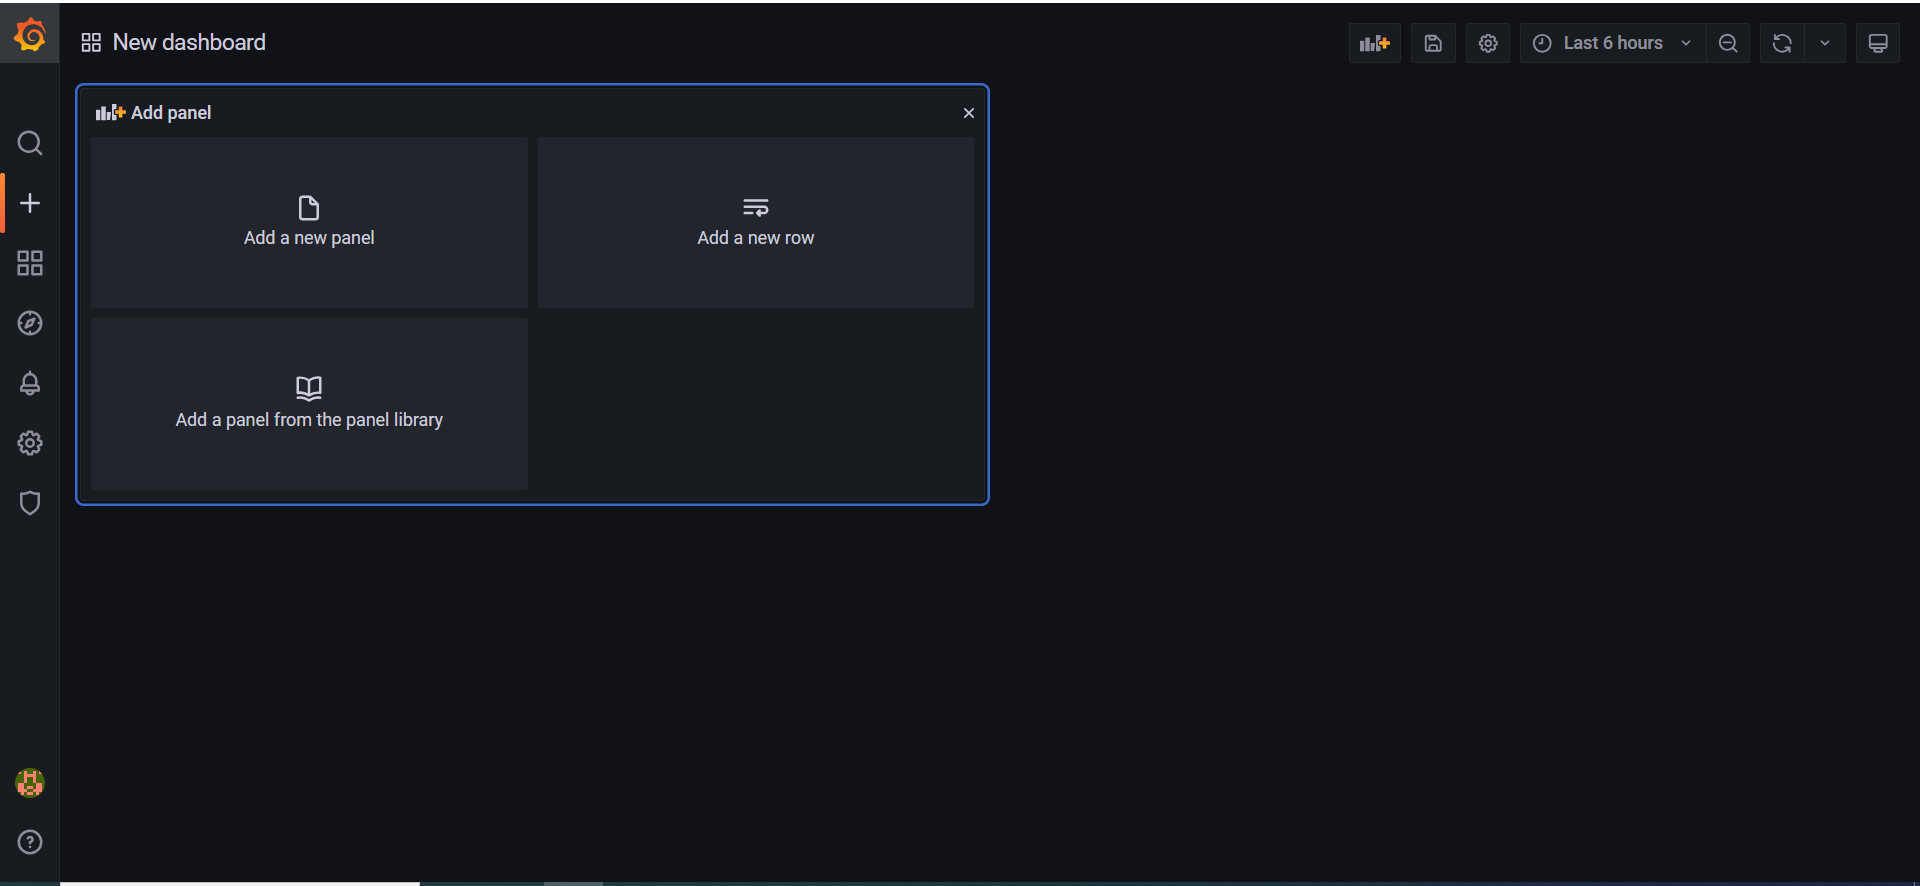 New dashboard
Last 6 hours
Add panel
Add a new panel
Add a new row
Add a panel from the panel library